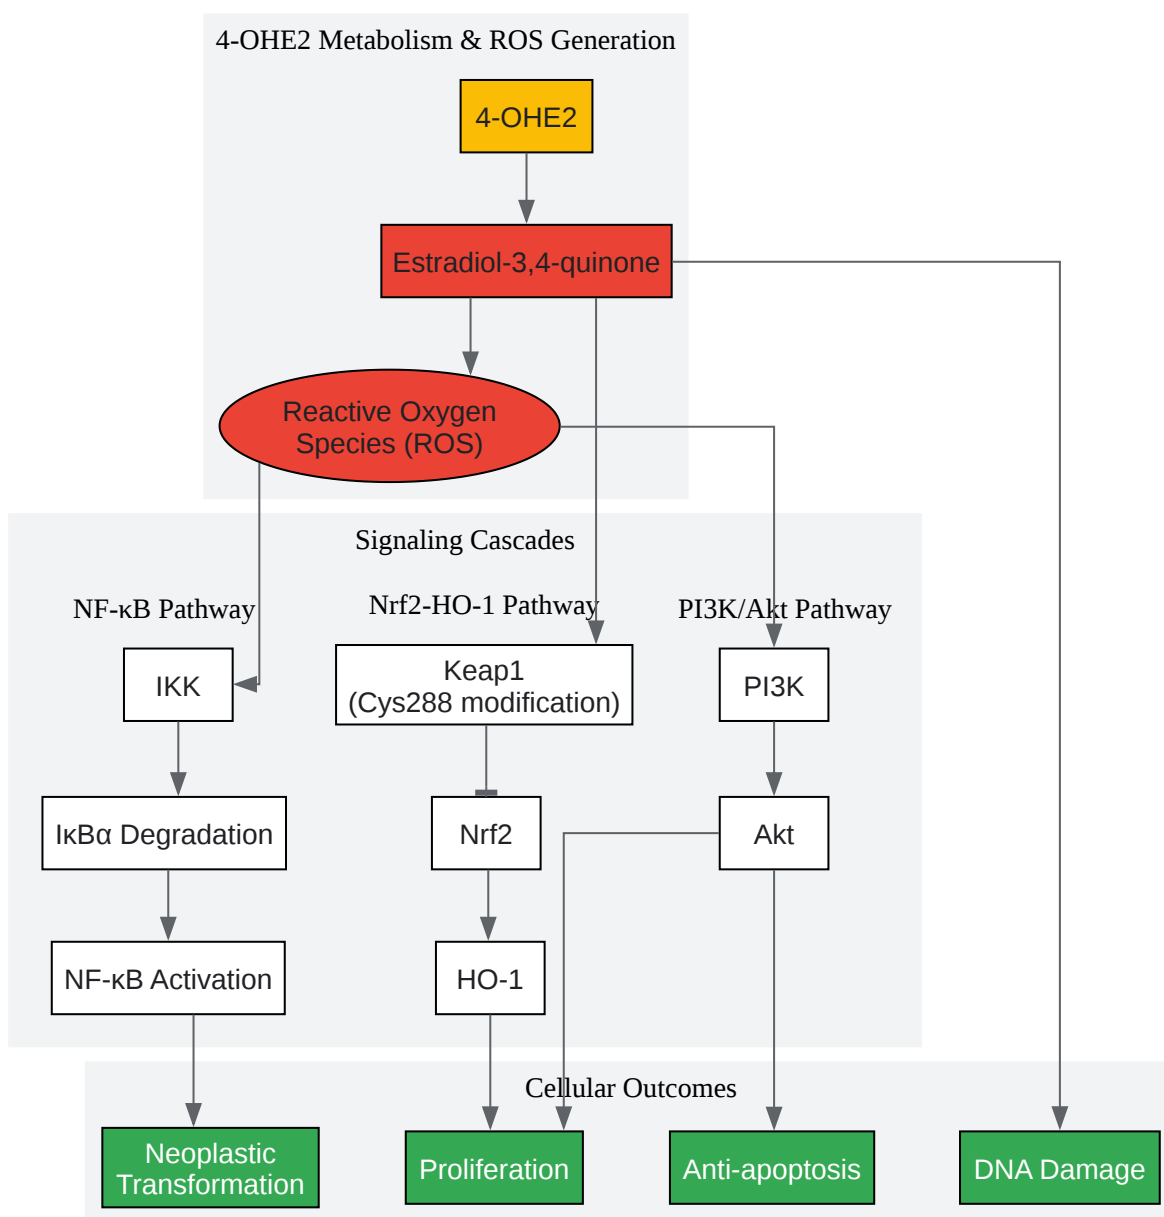 4-OHE2 Metabolism & ROS Generation
4-OHE2
Estradiol-3,4-quinone
Reactive Oxygen
Species (ROS)
Signaling Cascades
NF-κB Pathway
Nrf2-HO-1 Pathway
PI3K/Akt Pathway
IKK
Keap1
(Cys288 modification)
PI3K
IκBα Degradation
Nrf2
Akt
NF-κB Activation
HO-1
Cellular Outcomes
Neoplastic
Transformation
Proliferation
Anti-apoptosis
DNA Damage